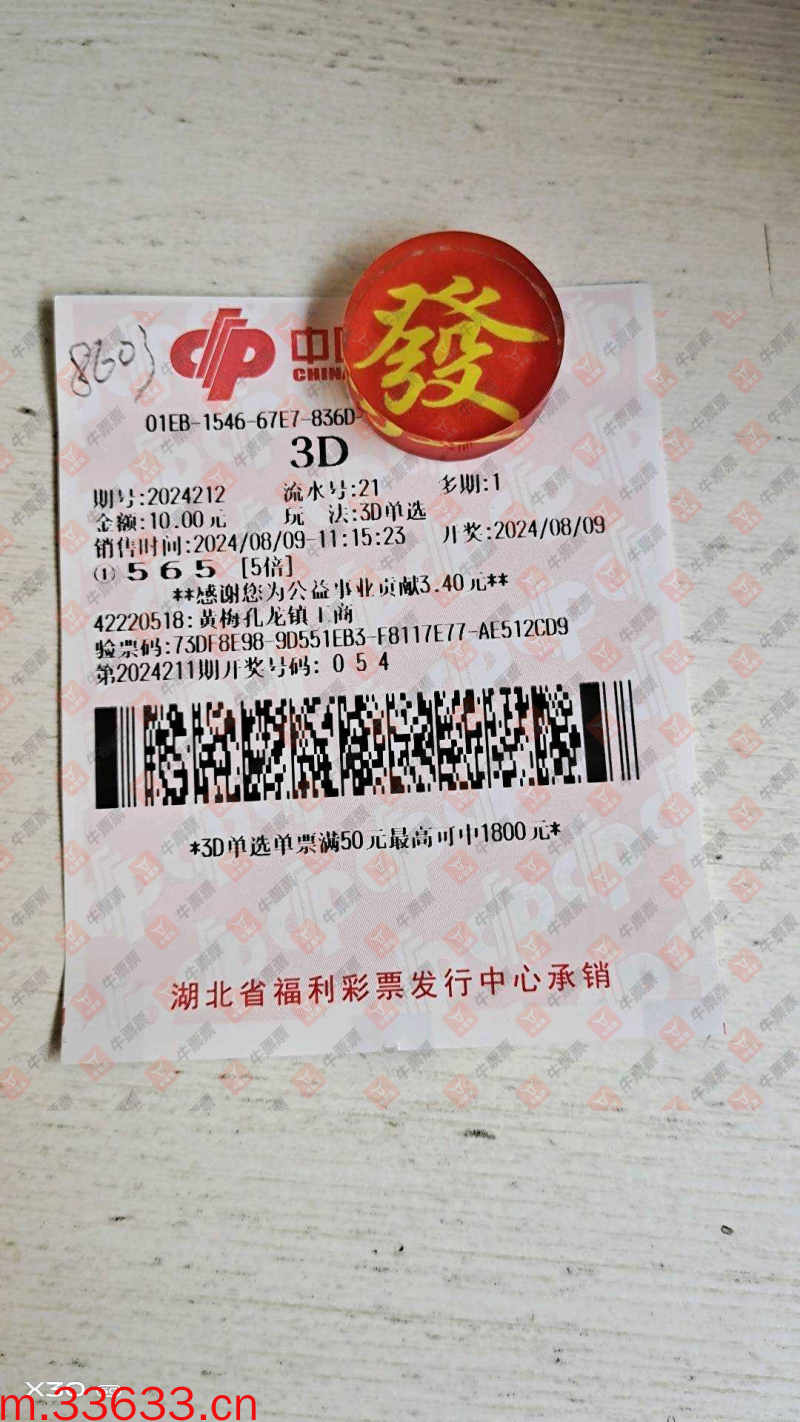 發
8603
中
CHINA
01EB-1546-67E7-836D-
3D
期号:2024212 流水号:21 多期:1
金额:10.00元 玩 法:3D单选
销售时间:2024/08/09-11:15:23 开奖:2024/08/09
(1) 5 6 5 [5倍]
**感谢您为公益事业贡献3.40元**
42220518:黄梅孔龙镇工商
验票码:73DF8E98-9D551EB3-F8117E77-AE512CD9
第2024211期开奖号码: 0 5 4
*3D单选单票满50元最高可中1800元*
湖北省福利彩票发行中心承销
牛票票
X30
m.33633.cn